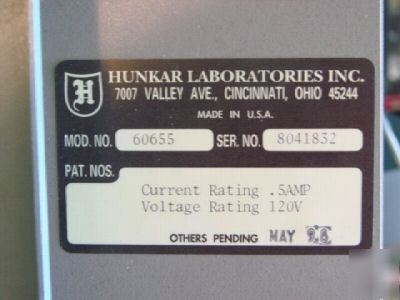 H
HUNKAR LABORATORIES INC.
7007 VALLEY AVE., CINCINNATI, OHIO 45244
MADE IN U.S.A.
MOD. NO. 60655 SER. NO. 8041832
PAT. NOS.
Current Rating .5AMP
Voltage Rating 120V
OTHERS PENDING MAY